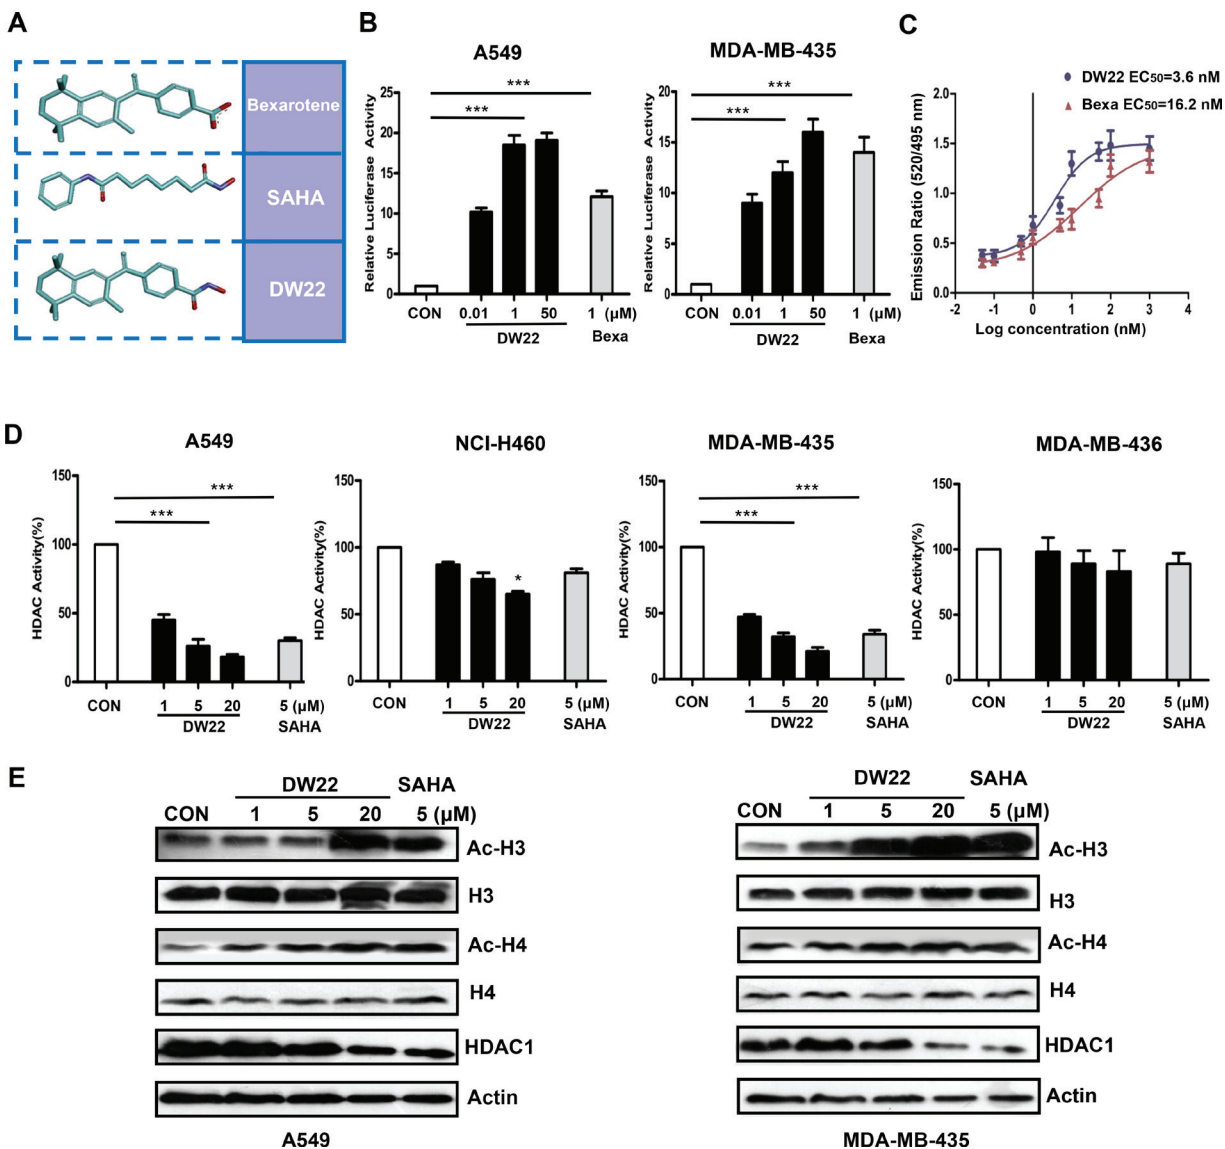 A
Bexarotene
SAHA
DW22
B
A549
Relative Luciferase Activity
25
20
15
10
5
0
***
***
CON
0.01
1
50
1 (μM)
DW22
Bexa
MDA-MB-435
Relative Luciferase Activity
20
15
10
5
0
***
***
CON
0.01
1
50
1 (μM)
DW22
Bexa
C
DW22 EC50=3.6 nM
Bexa EC50=16.2 nM
Emission Ratio (520/495 nm)
2.0
1.5
1.0
0.5
0.0
-2 -1 0 1 2 3 4
Log concentration (nM)
D
A549
HDAC Activity(%)
150
100
50
0
***
***
CON
1 5 20
5 (μM)
DW22
SAHA
NCI-H460
HDAC Activity(%)
150
100
50
0
*
CON
1 5 20
5 (μM)
DW22
SAHA
MDA-MB-435
HDAC Activity(%)
150
100
50
0
***
***
CON
1 5 20
5 (μM)
DW22
SAHA
MDA-MB-436
HDAC Activity(%)
150
100
50
0
CON
1 5 20
5 (μM)
DW22
SAHA
E
DW22 SAHA
CON 1 5 20 5 (μM)
Ac-H3
H3
Ac-H4
H4
HDAC1
Actin
A549
DW22 SAHA
CON 1 5 20 5 (μM)
Ac-H3
H3
Ac-H4
H4
HDAC1
Actin
MDA-MB-435